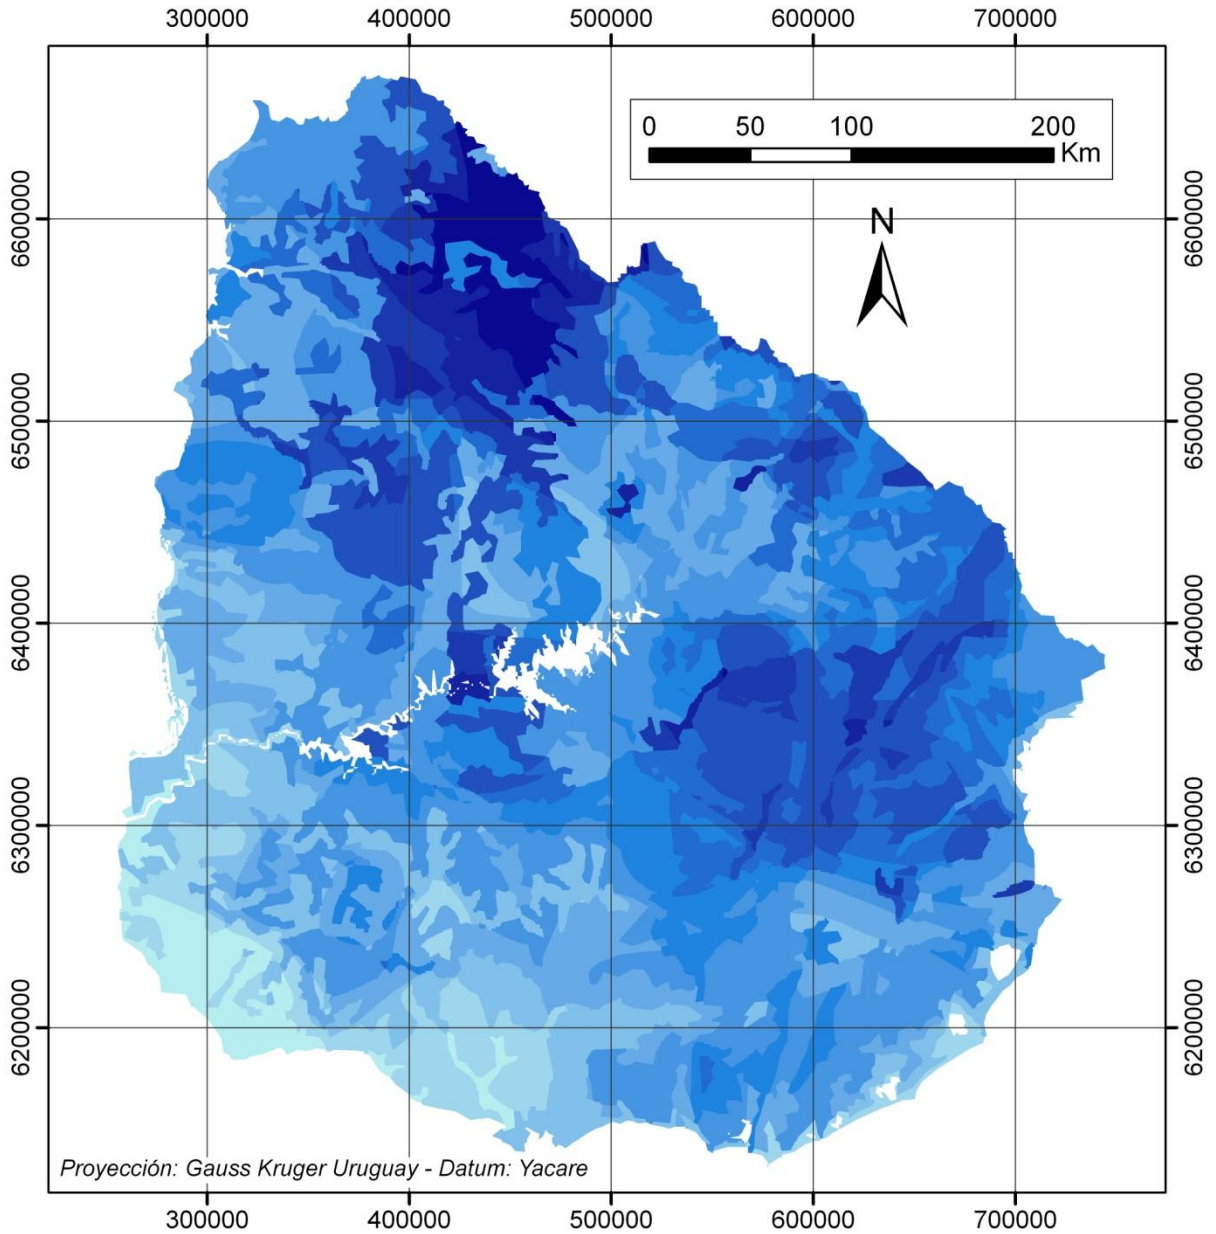 300000 400000 500000 600000 700000
0 50 100 200
Km
N
6600000 6600000
6500000 6500000
6400000 6400000
6300000 6300000
6200000 6200000
Proyección: Gauss Kruger Uruguay - Datum: Yacare
300000 400000 500000 600000 700000